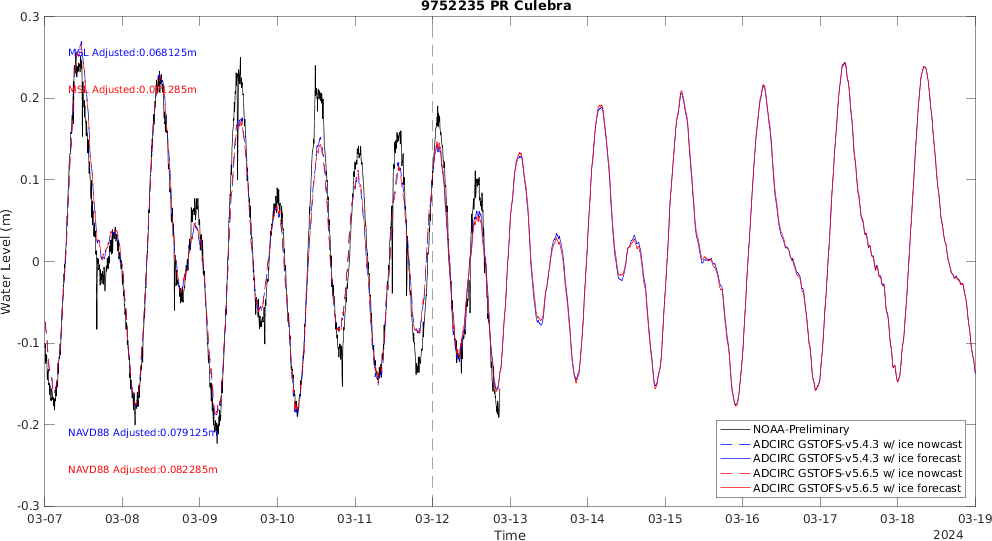 9752235 PR Culebra
0.3
0.2
0.1
0
-0.1
-0.2
-0.3
Water Level (m)
MSL Adjusted:0.068125m
MSL Adjusted:0.071285m
NAVD88 Adjusted:0.079125m
NAVD88 Adjusted:0.082285m
NOAA-Preliminary
ADCIRC GSTOFS-v5.4.3 w/ ice nowcast
ADCIRC GSTOFS-v5.4.3 w/ ice forecast
ADCIRC GSTOFS-v5.6.5 w/ ice nowcast
ADCIRC GSTOFS-v5.6.5 w/ ice forecast
03-07 03-08 03-09 03-10 03-11 03-12 03-13 03-14 03-15 03-16 03-17 03-18 03-19
Time
2024